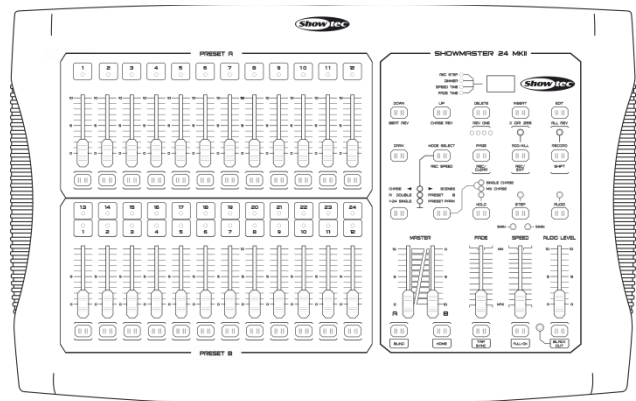 Showtec
PRESET A
1 2 3 4 5 6 7 8 9 10 11 12
13 14 15 16 17 18 19 20 21 22 23 24
1 2 3 4 5 6 7 8 9 10 11 12
PRESET B
SHOWMASTER 24 MKII
REC STEP
DIMMER
SPEED TIME
FADE TIME
Showtec
DOWN UP DELETE INSERT EDIT
BEAT REV CHASE REV REV ONE ALL REV
DARK MODE SELECT PAGE ADD-KILL RECORD
REC SPEED REC/ CLEAR REC/ EXIT SHIFT
SINGLE CHASE
MIX CHASE
CHASE SCENES
DOUBLE PRESET B
1-24 SINGLE PRESET PARK
HOLD STEP AUDIO
5MIN
MASTER FADE SPEED AUDIO LEVEL
A B
BLIND HOME TAP SYNC FULL-ON BLACK OUT